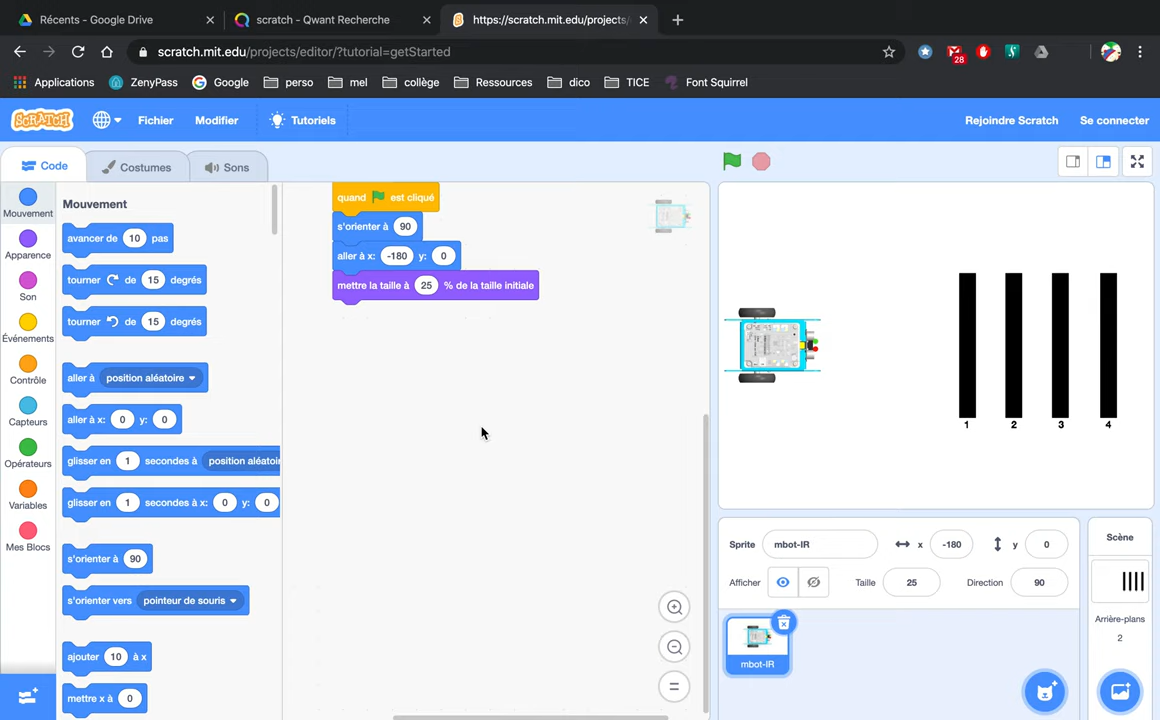 Récents - Google Drive
scratch - Qwant Recherche
https://scratch.mit.edu/projects/
scratch.mit.edu/projects/editor/?tutorial=getStarted
28
Applications ZenyPass Google perso mel collège Ressources dico TICE Font Squirrel
SCRATCH Fichier Modifier Tutoriels Rejoindre Scratch Se connecter
Code Costumes Sons
Mouvement
Apparence
Son
Événements
Contrôle
Capteurs
Opérateurs
Variables
Mes Blocs
Mouvement
avancer de 10 pas
tourner de 15 degrés
tourner de 15 degrés
aller à position aléatoire
aller à x: 0 y: 0
glisser en 1 secondes à position aléatoi
glisser en 1 secondes à x: 0 y: 0
s'orienter à 90
s'orienter vers pointeur de souris
ajouter 10 à x
mettre x à 0
quand est cliqué
s'orienter à 90
aller à x: -180 y: 0
mettre la taille à 25 % de la taille initiale
1 2 3 4
Sprite mbot-IR x -180 y 0
Afficher Taille 25 Direction 90
mbot-IR
Scène
Arrière-plans
2